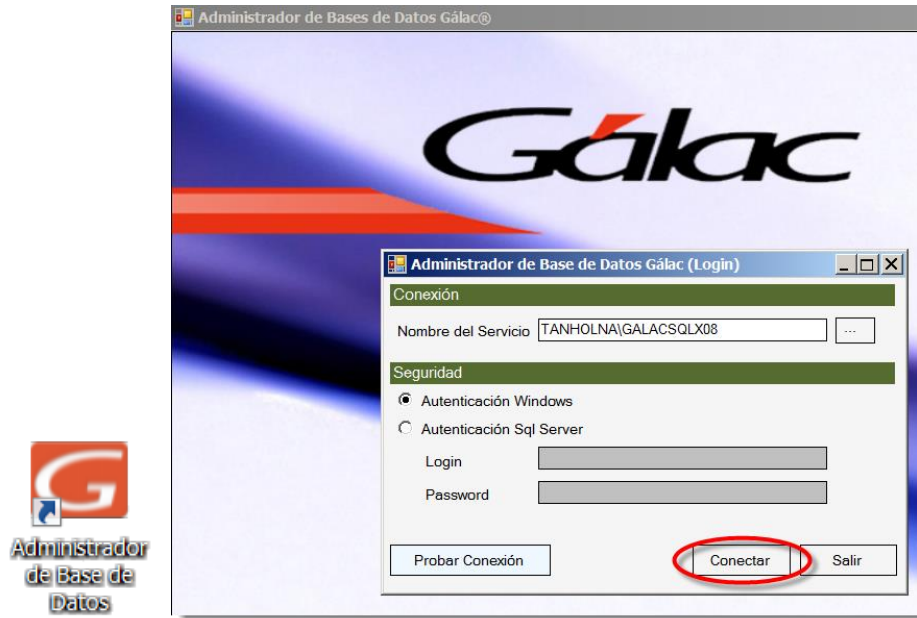 Administrador de Bases de Datos Gálac®
Gálac
Administrador de Base de Datos Gálac (Login)
Conexión
Nombre del Servicio TANHOLNA\GALACSQLX08 ...
Seguridad
Autenticación Windows
Autenticación Sql Server
Login
Password
Probar Conexión Conectar Salir
G
Administrador
de Base de
Datos